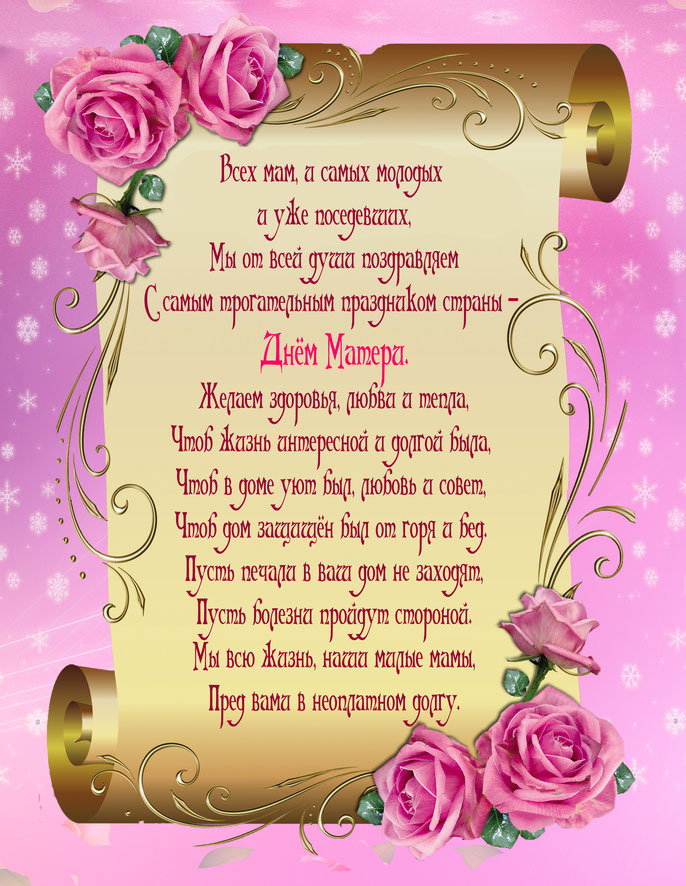 Всех мам, и самых молодых
и уже поседевших,
Мы от всей души поздравляем
С самым трогательным праздником страны –
Днём Матери.
Желаем здоровья, любви и тепла,
Чтоб жизнь интересной и долгой была,
Чтоб в доме уют был, любовь и совет,
Чтоб дом защищён был от горя и бед.
Пусть печали в ваш дом не заходят,
Пусть болезни пройдут стороной.
Мы всю жизнь, наши милые мамы,
Пред вами в неоплатном долгу.